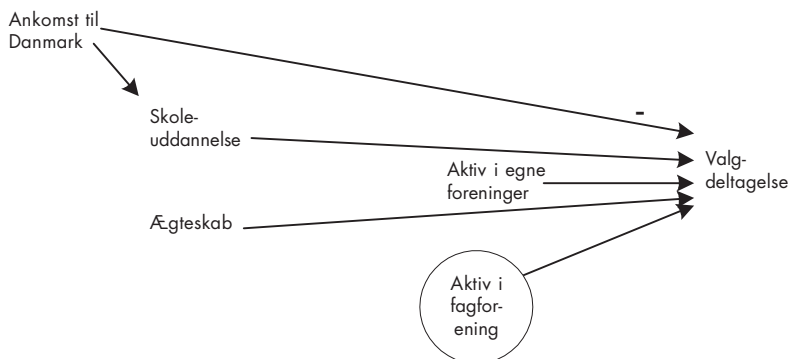 Ankomst til
Danmark
-
Skole-
uddannelse
Valg-
deltagelse
Aktiv i egne
foreninger
Ægteskab
Aktiv i
fagfor-
ening